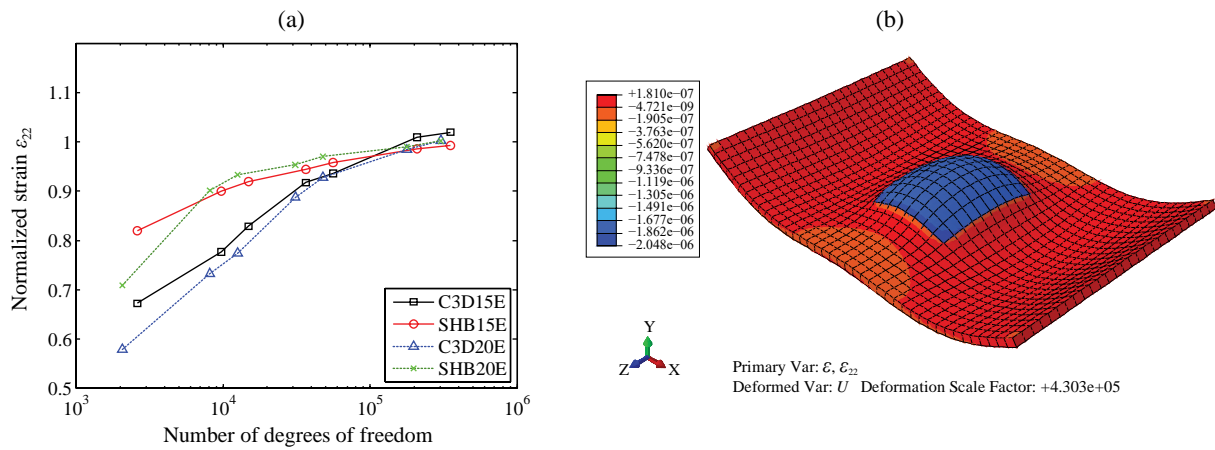 (a)
Normalized strain ε22
1.1
1
0.9
0.8
0.7
0.6
0.5
10^3
10^4
10^5
10^6
Number of degrees of freedom
C3D15E
SHB15E
C3D20E
SHB20E
(b)
+1.810e−07
−4.721e−09
−1.905e−07
−3.763e−07
−5.620e−07
−7.478e−07
−9.336e−07
−1.119e−06
−1.305e−06
−1.491e−06
−1.677e−06
−1.862e−06
−2.048e−06
Y
Z
X
Primary Var: ε, ε22
Deformed Var: U Deformation Scale Factor: +4.303e+05